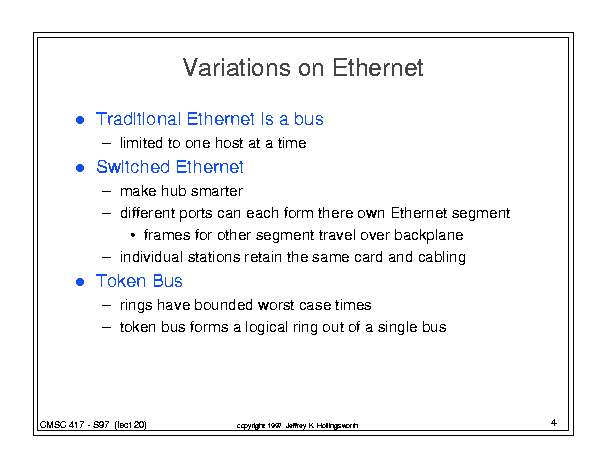 Variations on Ethernet
● Traditional Ethernet is a bus
– limited to one host at a time
● Switched Ethernet
– make hub smarter
– different ports can each form there own Ethernet segment
• frames for other segment travel over backplane
– individual stations retain the same card and cabling
● Token Bus
– rings have bounded worst case times
– token bus forms a logical ring out of a single bus
CMSC 417 - S97 (lect 20)
copyright 1997 Jeffrey K. Hollingsworth
4